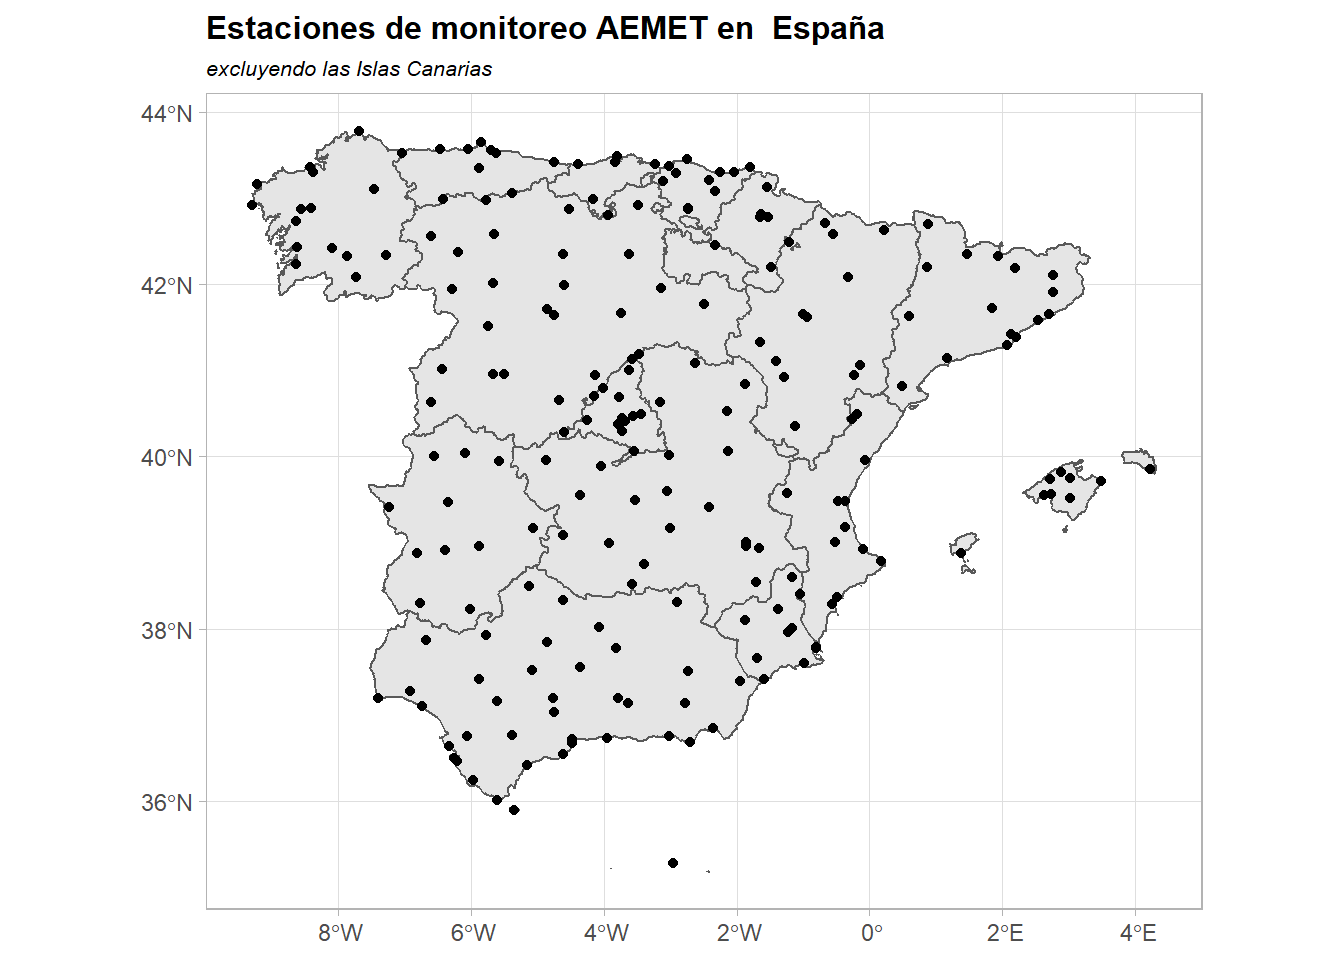 Estaciones de monitoreo AEMET en  España
excluyendo las Islas Canarias
44°N
42°N
40°N
38°N
36°N
8°W
6°W
4°W
2°W
0°
2°E
4°E